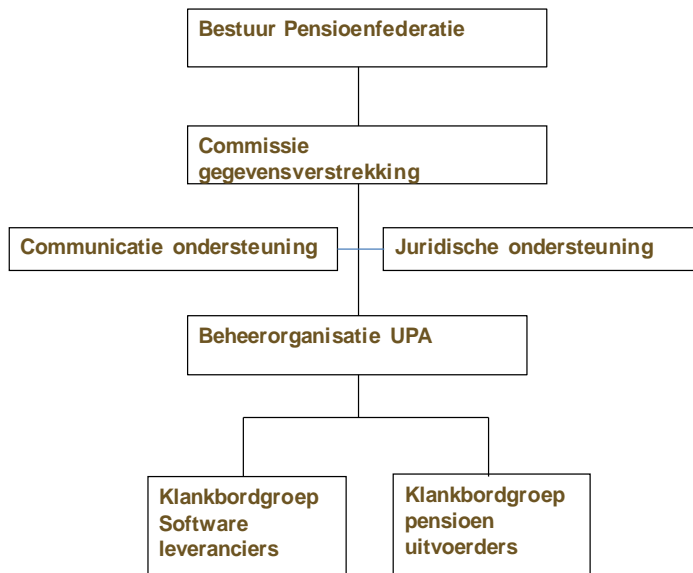 Bestuur Pensioenfederatie
Commissie
gegevensverstrekking
Communicatie ondersteuning
Juridische ondersteuning
Beheerorganisatie UPA
Klankbordgroep
Software
leveranciers
Klankbordgroep
pensioen
uitvoerders